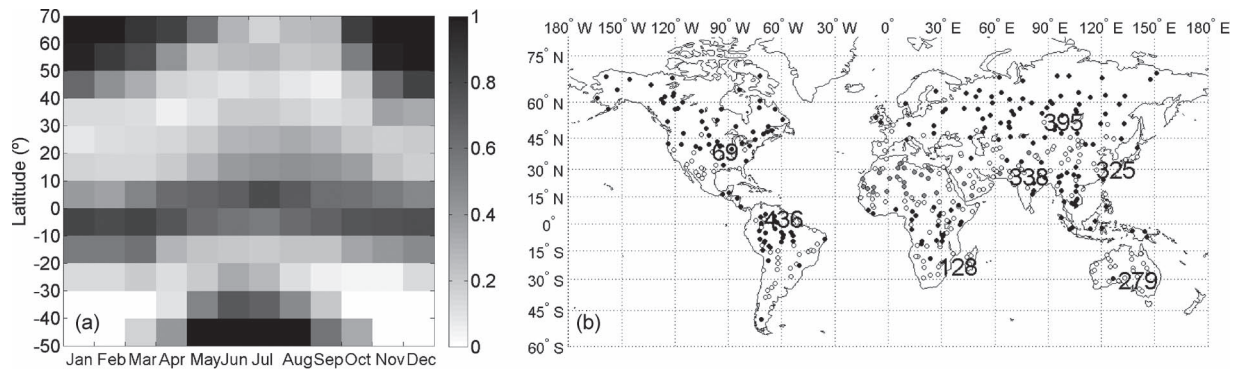 70
60
50
40
30
20
10
0
-10
-20
-30
-40
-50
Latitude (º)
(a)
Jan Feb Mar Apr May Jun Jul Aug Sep Oct Nov Dec
1
0.8
0.6
0.4
0.2
0
180° W 150° W 120° W 90° W 60° W 30° W 0° 30° E 60° E 90° E 120° E 150° E 180° E
75° N
60° N
45° N
30° N
15° N
0°
15° S
30° S
45° S
60° S
395
69
338
325
436
128
279
(b)